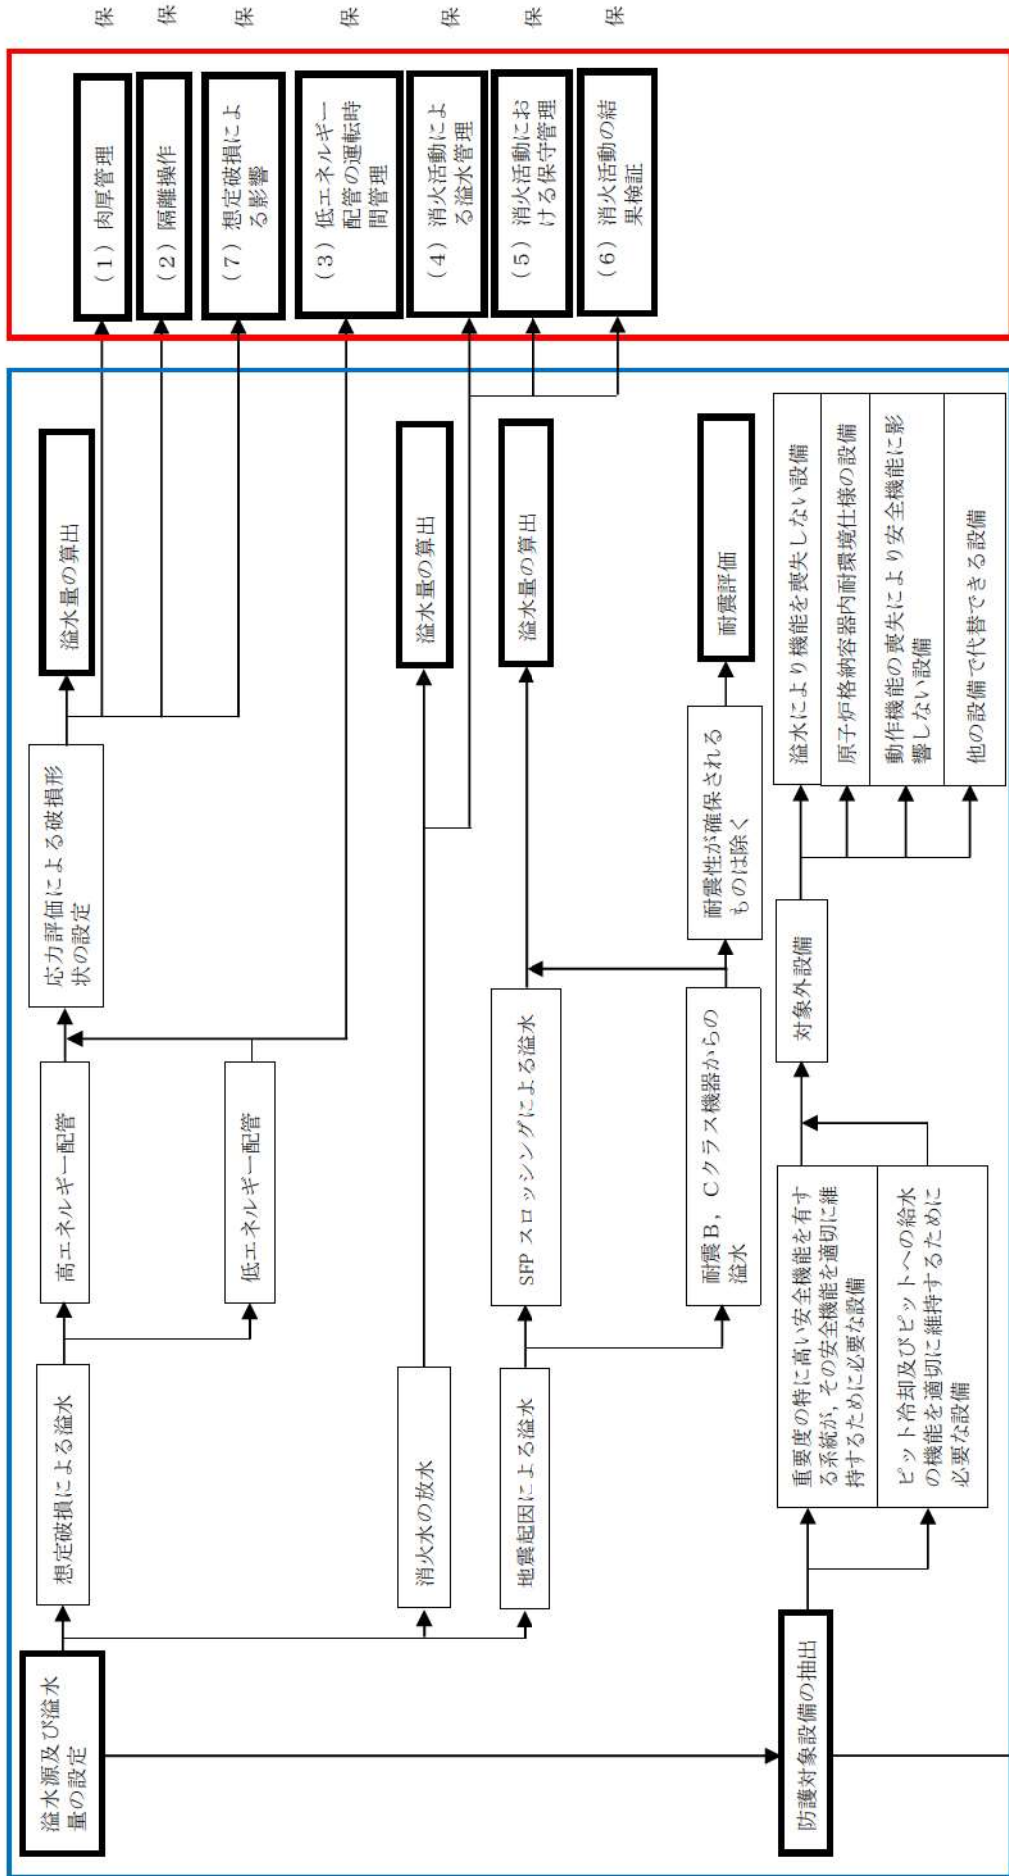 溢水源及び溢水
量の設定
想定破損による溢水
高エネルギー配管
応力評価による破損形
状の設定
溢水量の算出
(1) 肉厚管理
保
(2) 隔離操作
保
(7) 想定破損によ
る影響
保
低エネルギー配管
(3) 低エネルギー
配管の運転時
間管理
消火水の放水
溢水量の算出
(4) 消火活動によ
る溢水管理
保
(5) 消火活動にお
ける保守管理
保
(6) 消火活動の結
果検証
保
地震起因による溢水
SFP スロッシングによる溢水
溢水量の算出
耐震B，Cクラス機器からの
溢水
耐震性が確保される
ものは除く
耐震評価
防護対象設備の抽出
重要度の特に高い安全機能を有す
る系統が，その安全機能を適切に維
持するために必要な設備
ピット冷却及びピットへの給水
の機能を適切に維持するために
必要な設備
対象外設備
溢水により機能を喪失しない設備
原子炉格納容器内耐環境仕様の設備
動作機能の喪失により安全機能に影
響しない設備
他の設備で代替できる設備